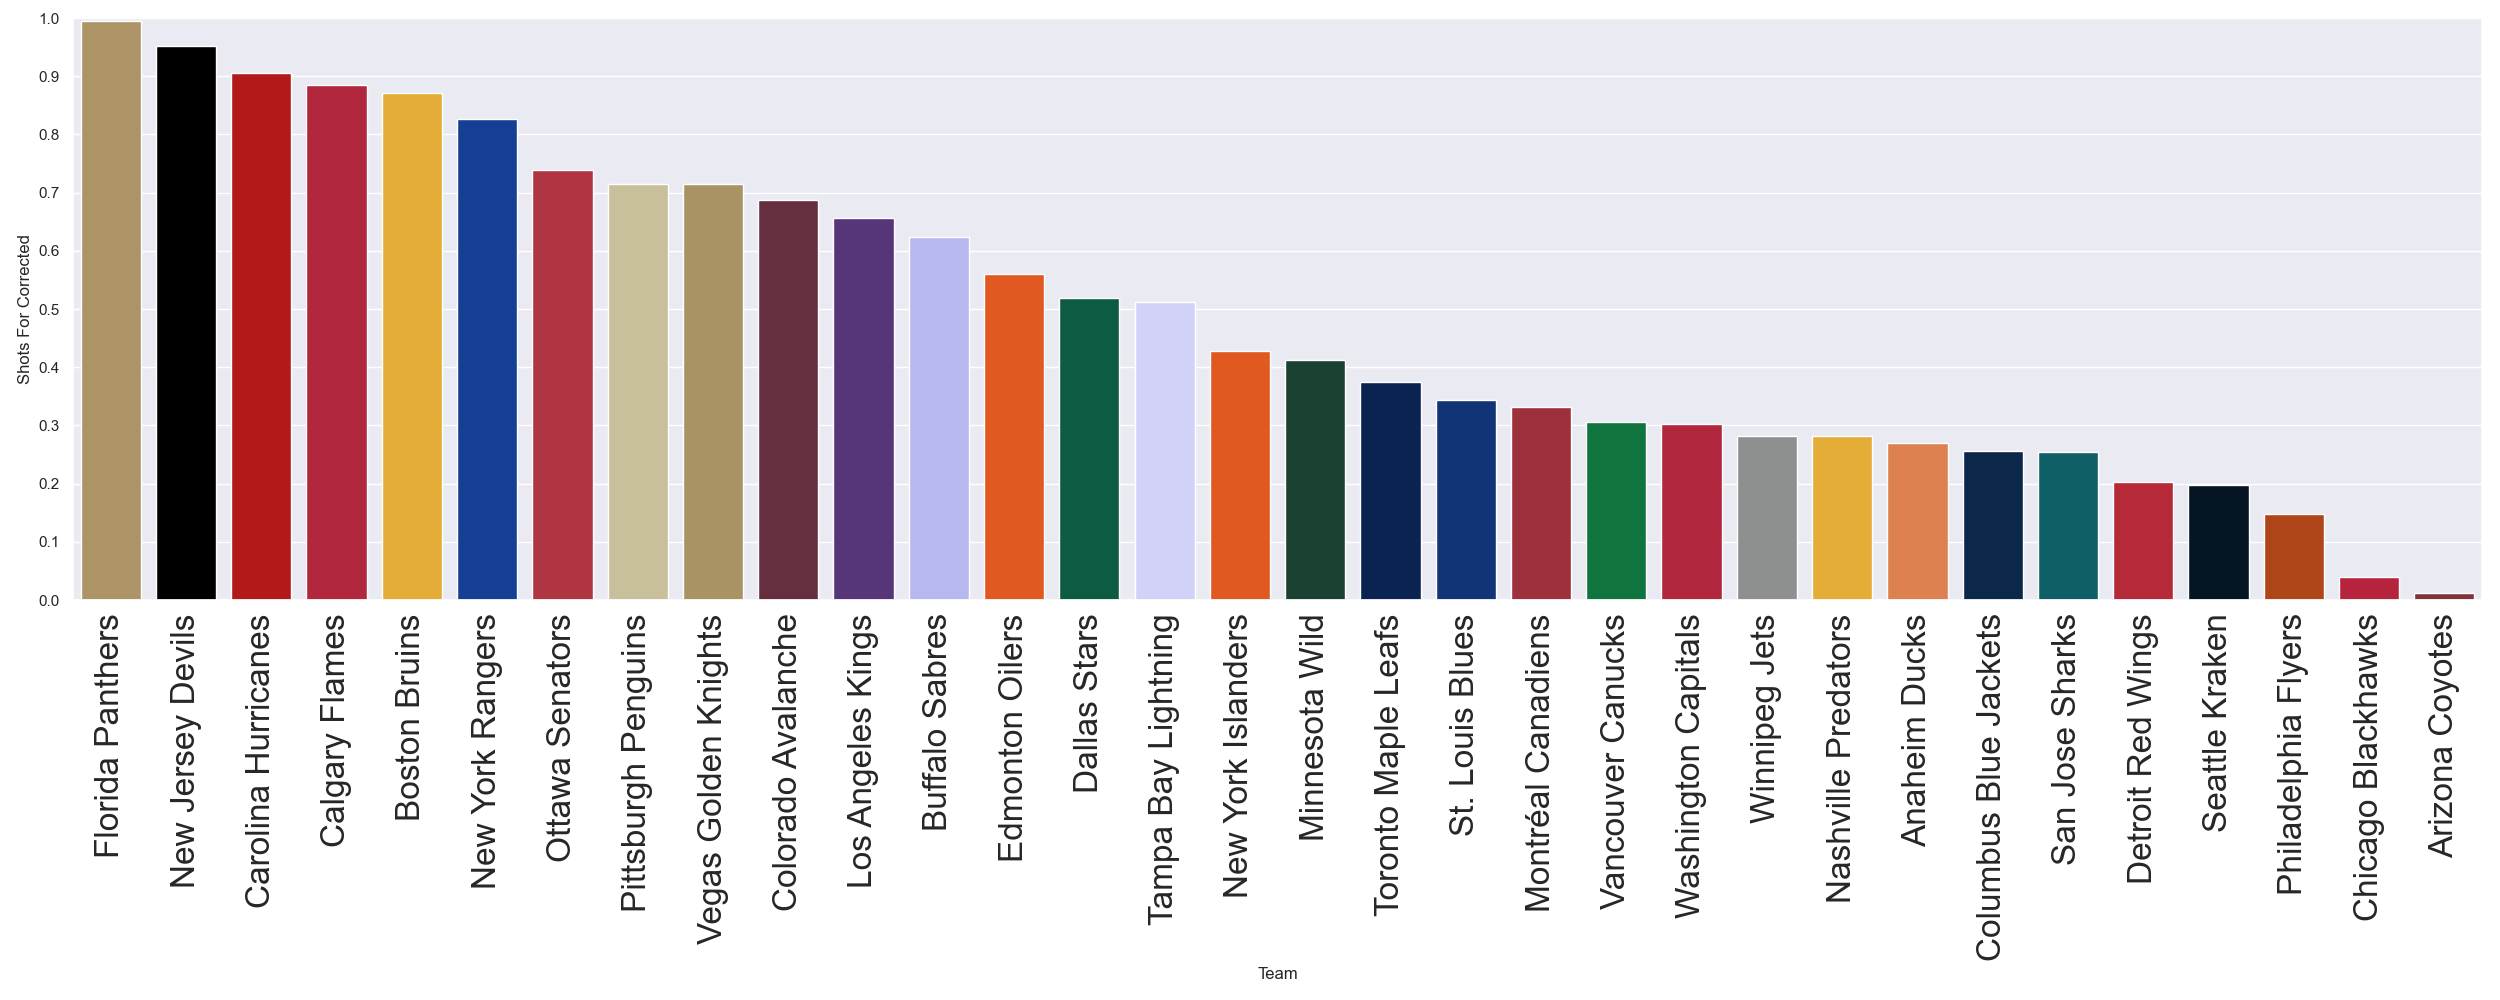 1.0
0.9
0.8
0.7
0.6
0.5
0.4
0.3
0.2
0.1
0.0
Shots For Corrected
Florida Panthers
New Jersey Devils
Carolina Hurricanes
Calgary Flames
Boston Bruins
New York Rangers
Ottawa Senators
Pittsburgh Penguins
Vegas Golden Knights
Colorado Avalanche
Los Angeles Kings
Buffalo Sabres
Edmonton Oilers
Dallas Stars
Tampa Bay Lightning
New York Islanders
Minnesota Wild
Toronto Maple Leafs
St. Louis Blues
Montréal Canadiens
Vancouver Canucks
Washington Capitals
Winnipeg Jets
Nashville Predators
Anaheim Ducks
Columbus Blue Jackets
San Jose Sharks
Detroit Red Wings
Seattle Kraken
Philadelphia Flyers
Chicago Blackhawks
Arizona Coyotes
Team